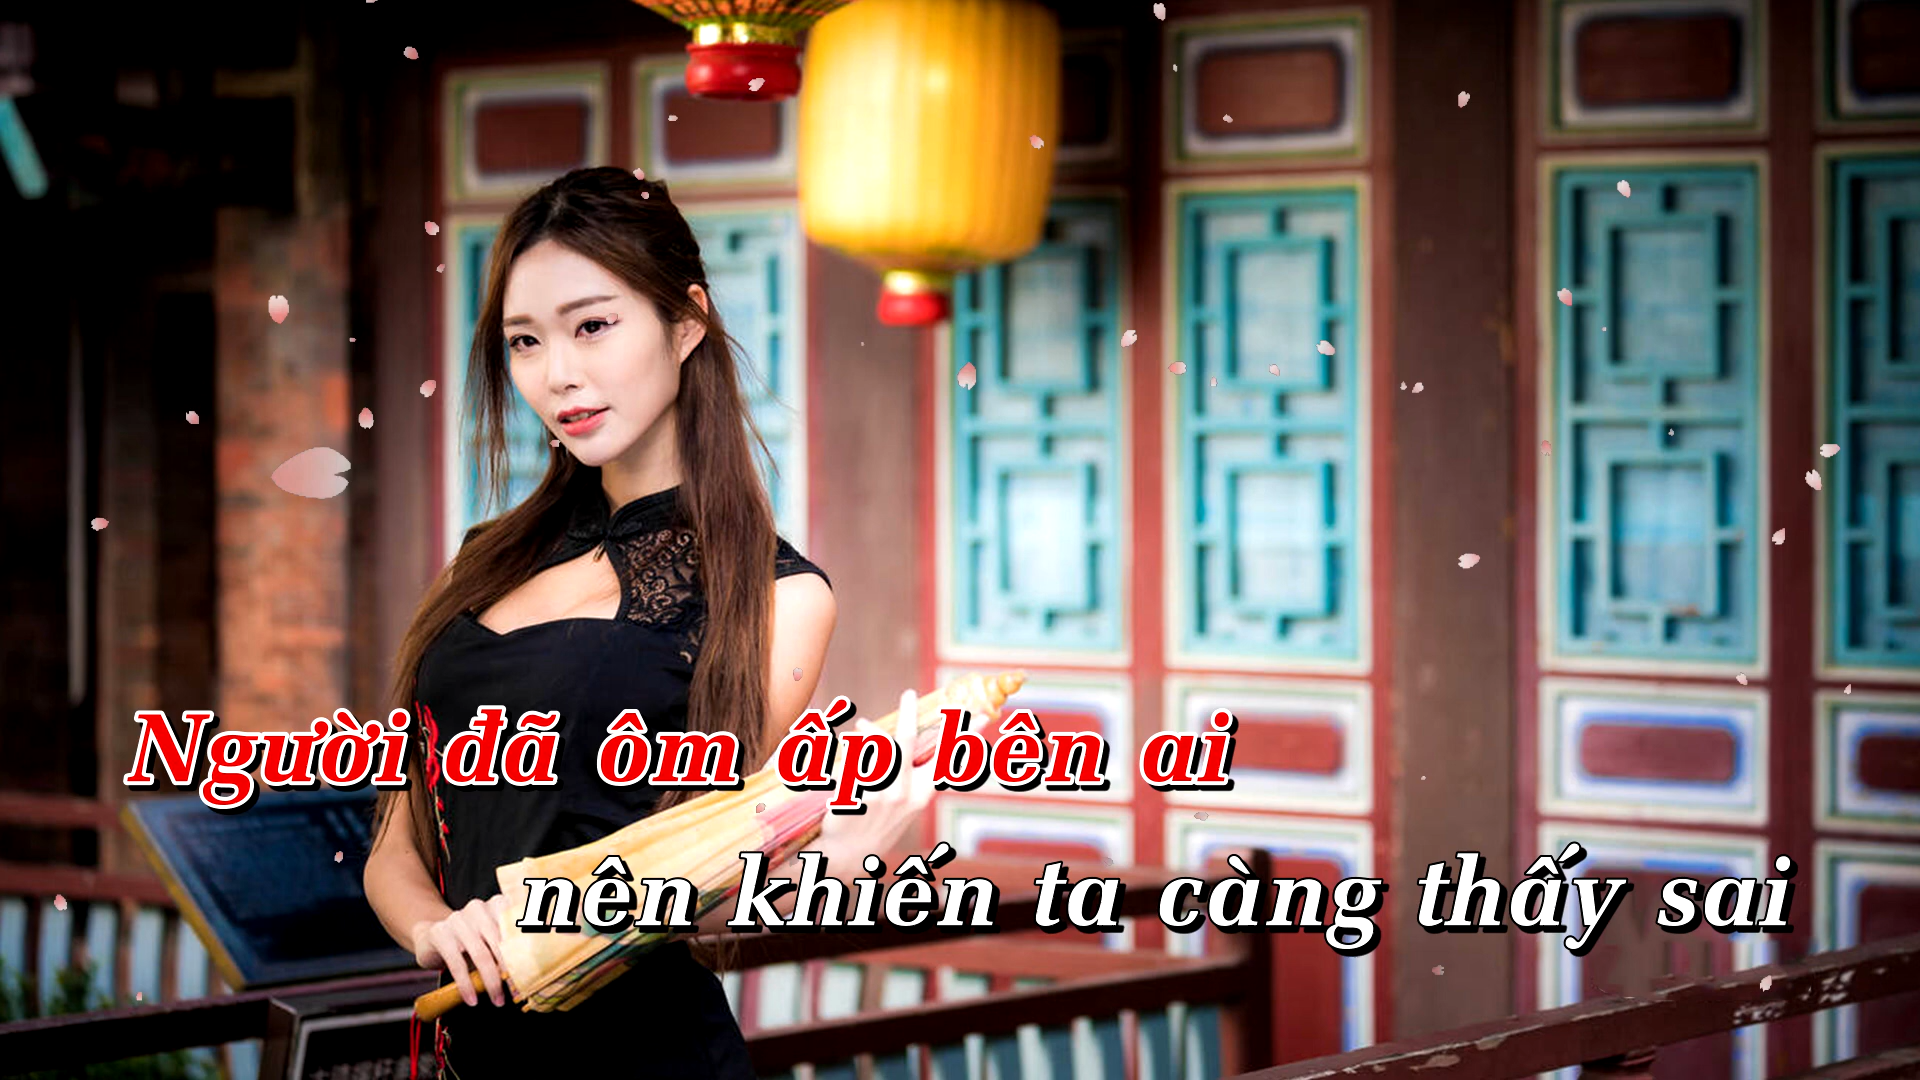 Người đã ôm ấp bên ai
nên khiến ta càng thấy sai